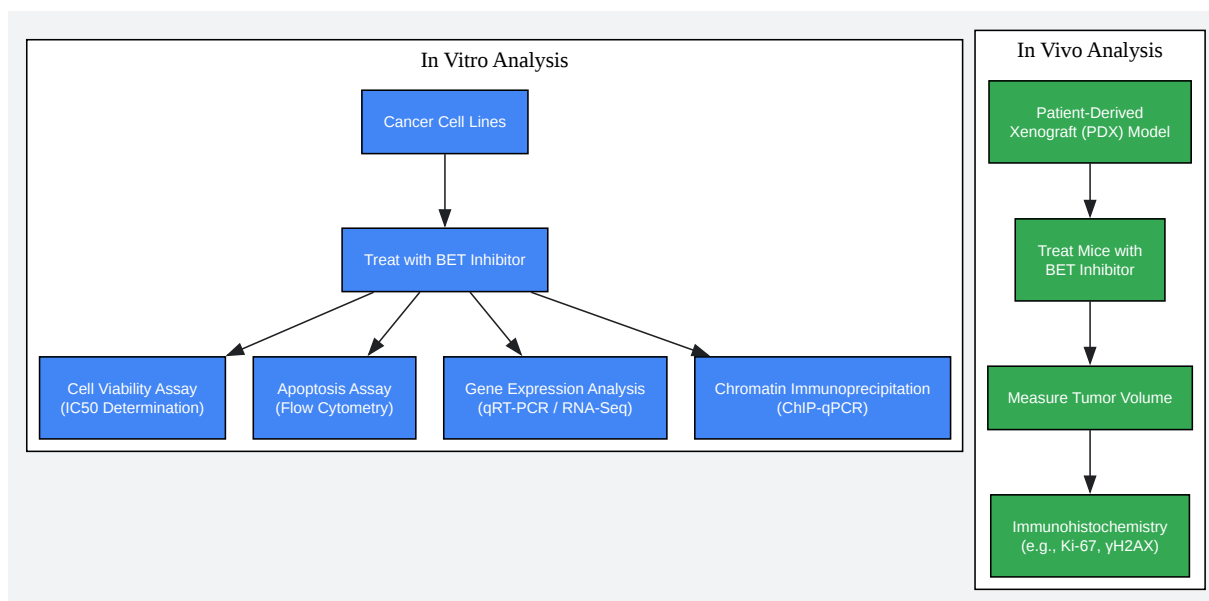 In Vitro Analysis
Cancer Cell Lines
Treat with BET Inhibitor
Cell Viability Assay
(IC50 Determination)
Apoptosis Assay
(Flow Cytometry)
Gene Expression Analysis
(qRT-PCR / RNA-Seq)
Chromatin Immunoprecipitation
(ChIP-qPCR)
In Vivo Analysis
Patient-Derived
Xenograft (PDX) Model
Treat Mice with
BET Inhibitor
Measure Tumor Volume
Immunohistochemistry
(e.g., Ki-67, γH2AX)